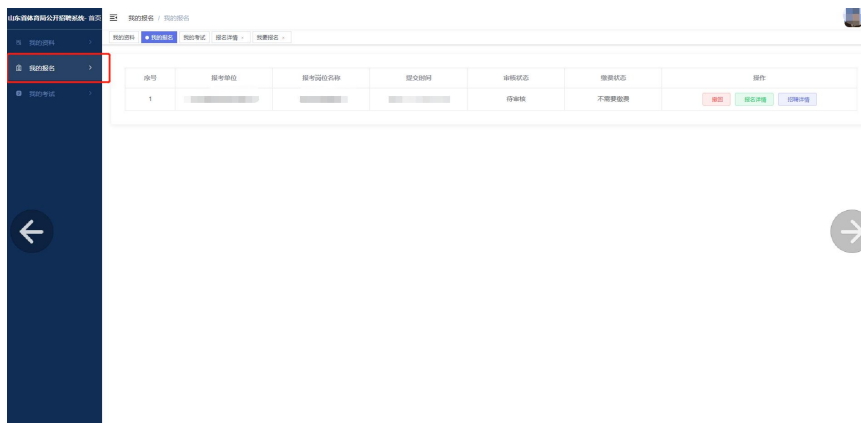 山东省体育局公开招聘系统- 首页
我的报名 / 我的报名
我的资料 我的报名 我的考试 报名详情 × 我要报名 ×
我的资料
我的报名
我的考试
序号 报考单位 报考岗位名称 提交时间 审核状态 缴费状态 操作
1 待审核 不需要缴费 撤回 报名详情 招聘详情